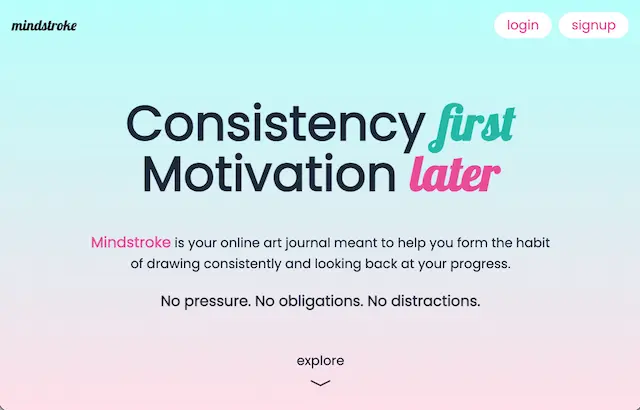 mindstroke
login
signup
Consistency first
Motivation later
Mindstroke is your online art journal meant to help you form the habit
of drawing consistently and looking back at your progress.
No pressure. No obligations. No distractions.
explore